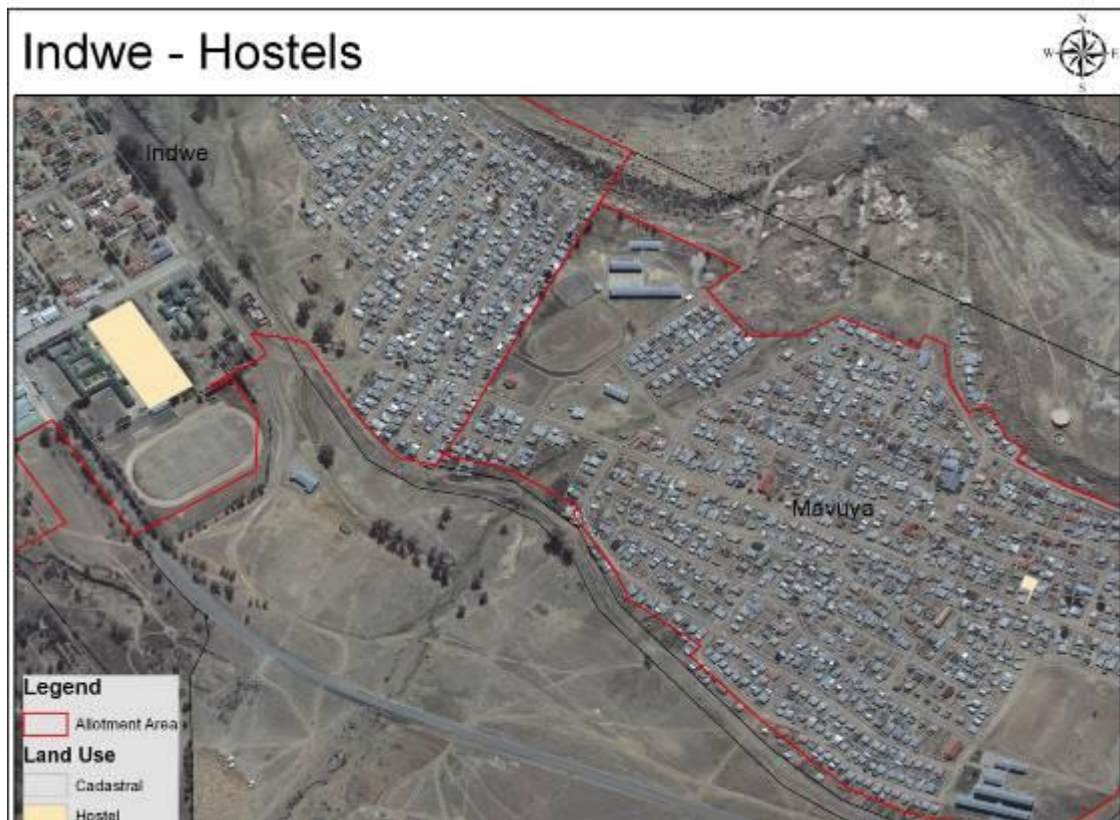 Indwe - Hostels
N
W E
S
Indwe
Mavuya
Legend
Allotment Area
Land Use
Cadastral
Hostel